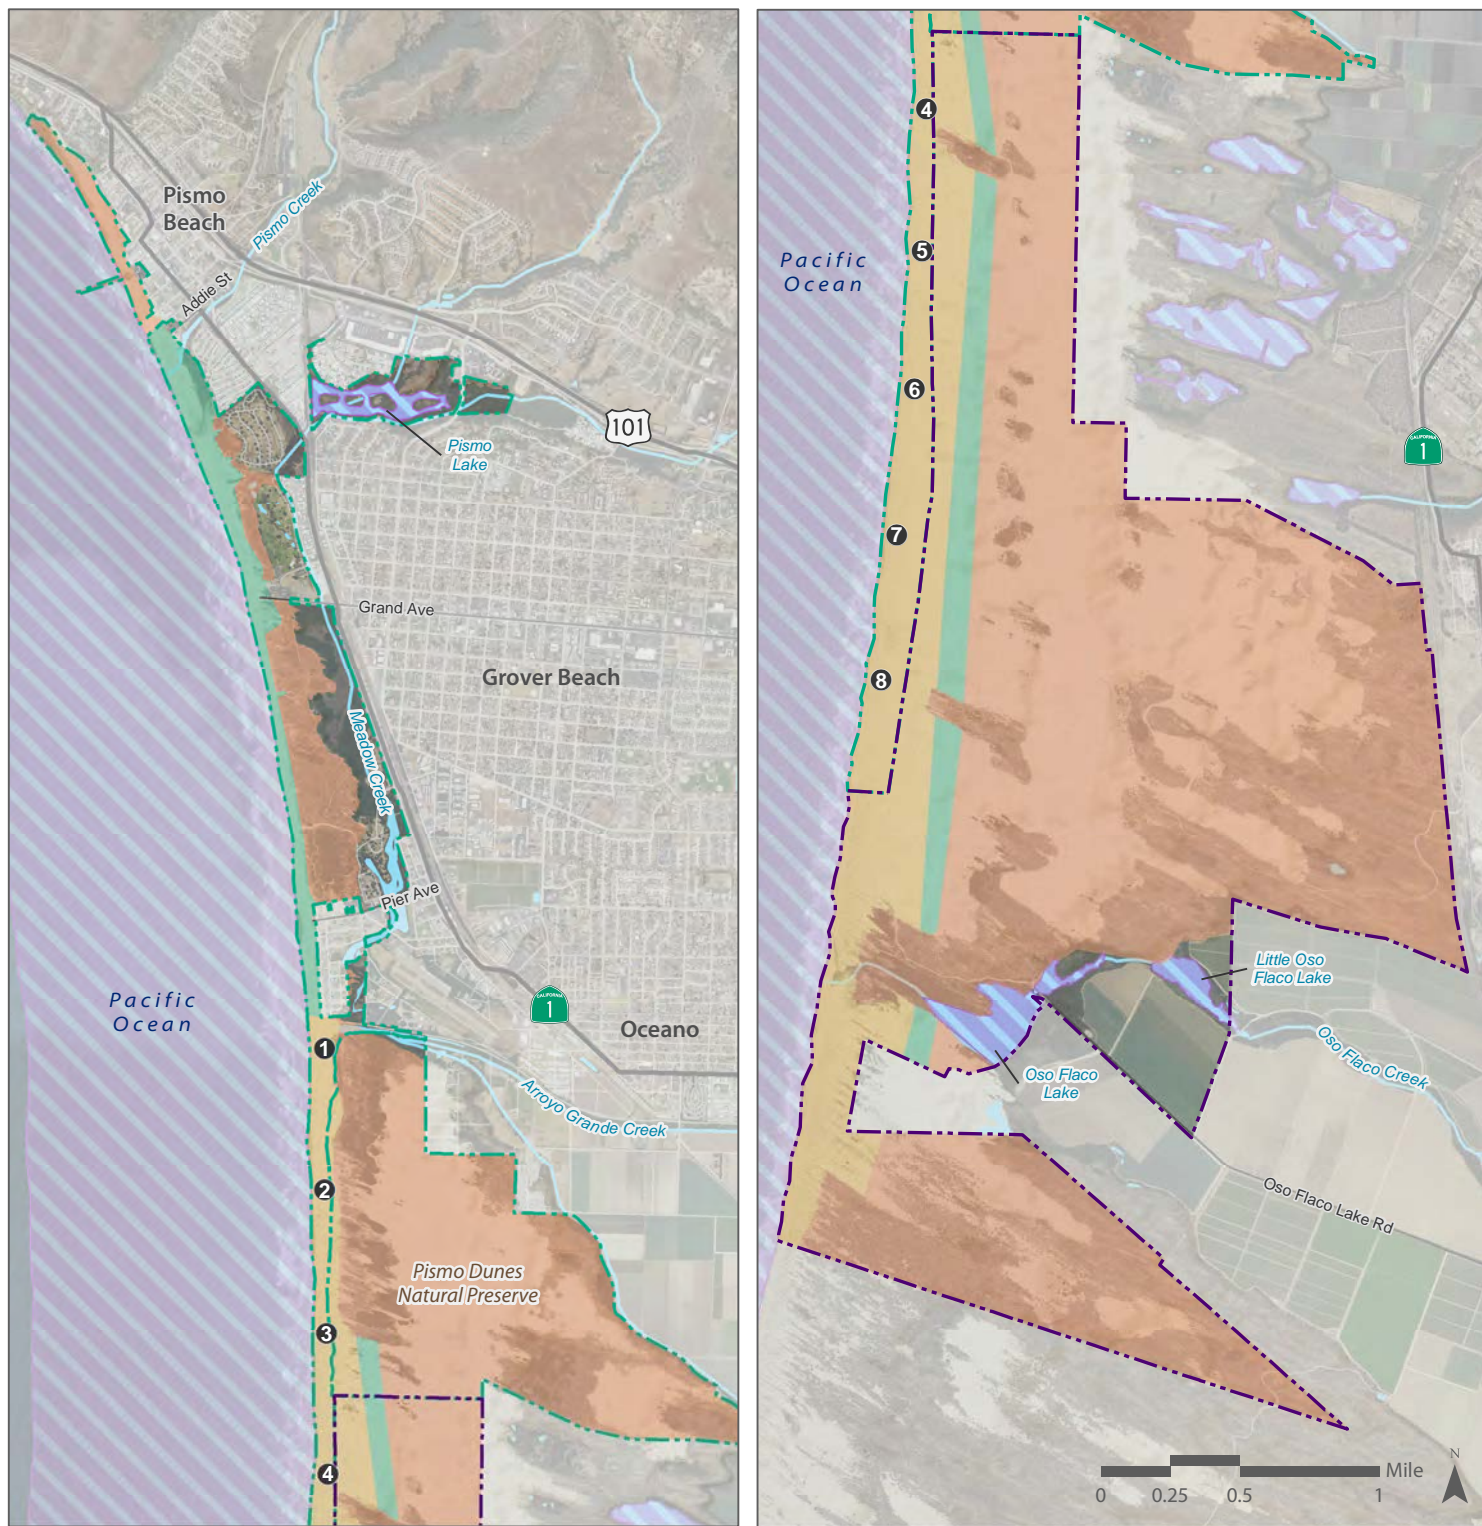 Pismo
Beach
Pismo Creek
Addie St
101
Pismo
Lake
Grand Ave
Grover Beach
Meadow Creek
Pier Ave
Pacific
Ocean
CALIFORNIA
1
Oceano
1
Arroyo Grande Creek
2
Pismo Dunes
Natural Preserve
3
4
4
5
Pacific
Ocean
6
CALIFORNIA
1
7
8
Little Oso
Flaco Lake
Oso Flaco Creek
Oso Flaco
Lake
Oso Flaco Lake Rd
N
Mile
0 0.25 0.5 1